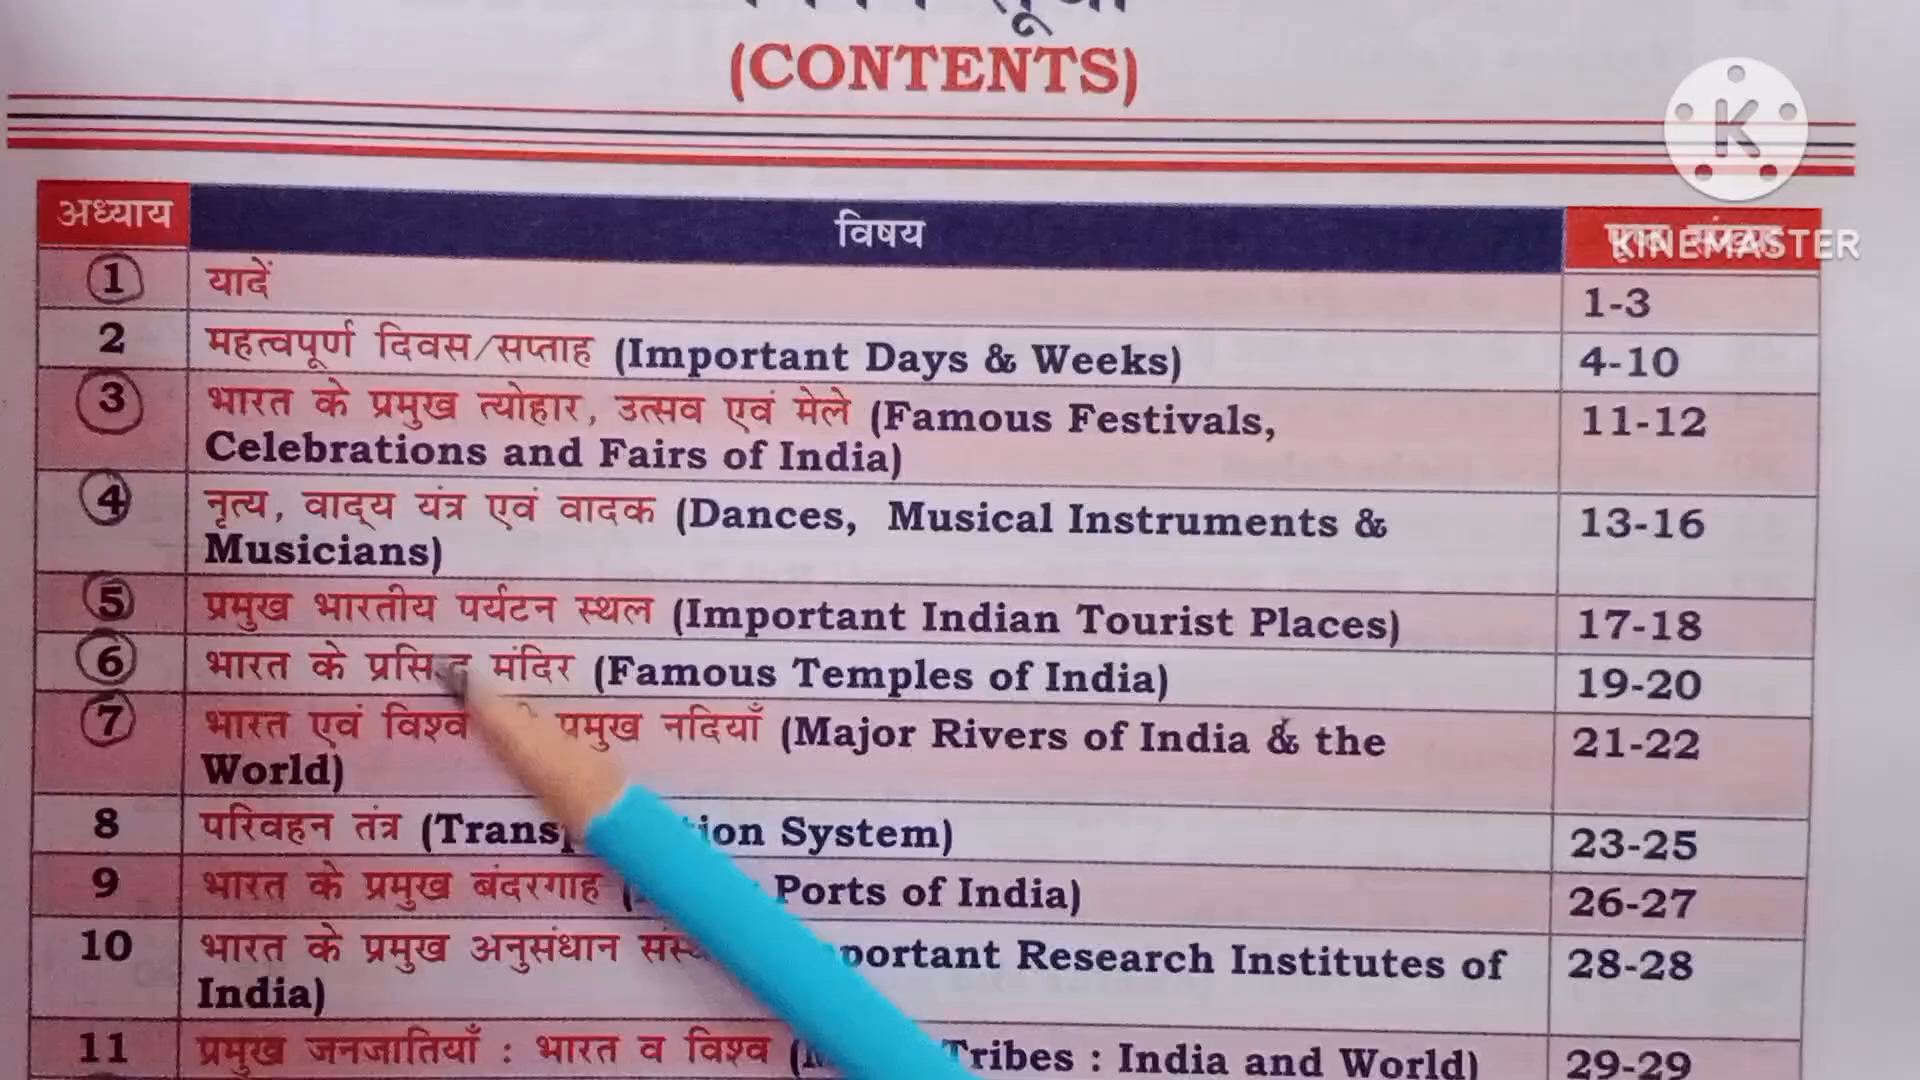 (CONTENTS)
K
KINEMASTER
अध्याय विषय
1 यादें 1-3
2 महत्वपूर्ण दिवस/सप्ताह (Important Days & Weeks) 4-10
3 भारत के प्रमुख त्योहार, उत्सव एवं मेले (Famous Festivals, 11-12
Celebrations and Fairs of India)
4 नृत्य, वाद्य यंत्र एवं वादक (Dances, Musical Instruments & 13-16
Musicians)
5 प्रमुख भारतीय पर्यटन स्थल (Important Indian Tourist Places) 17-18
6 भारत के मंदिर (Famous Temples of India) 19-20
7 भारत एवं विश्व प्रमुख नदियाँ (Major Rivers of India & the 21-22
World)
8 परिवहन तंत्र System) 23-25
9 भारत के प्रमुख बंदरगाह Ports of India) 26-27
10 भारत के प्रमुख अनुसंधान Research Institutes of 28-28
India)
11 प्रमुख जनजातियाँ : भारत व विश्व Tribes : India and World) 29-29